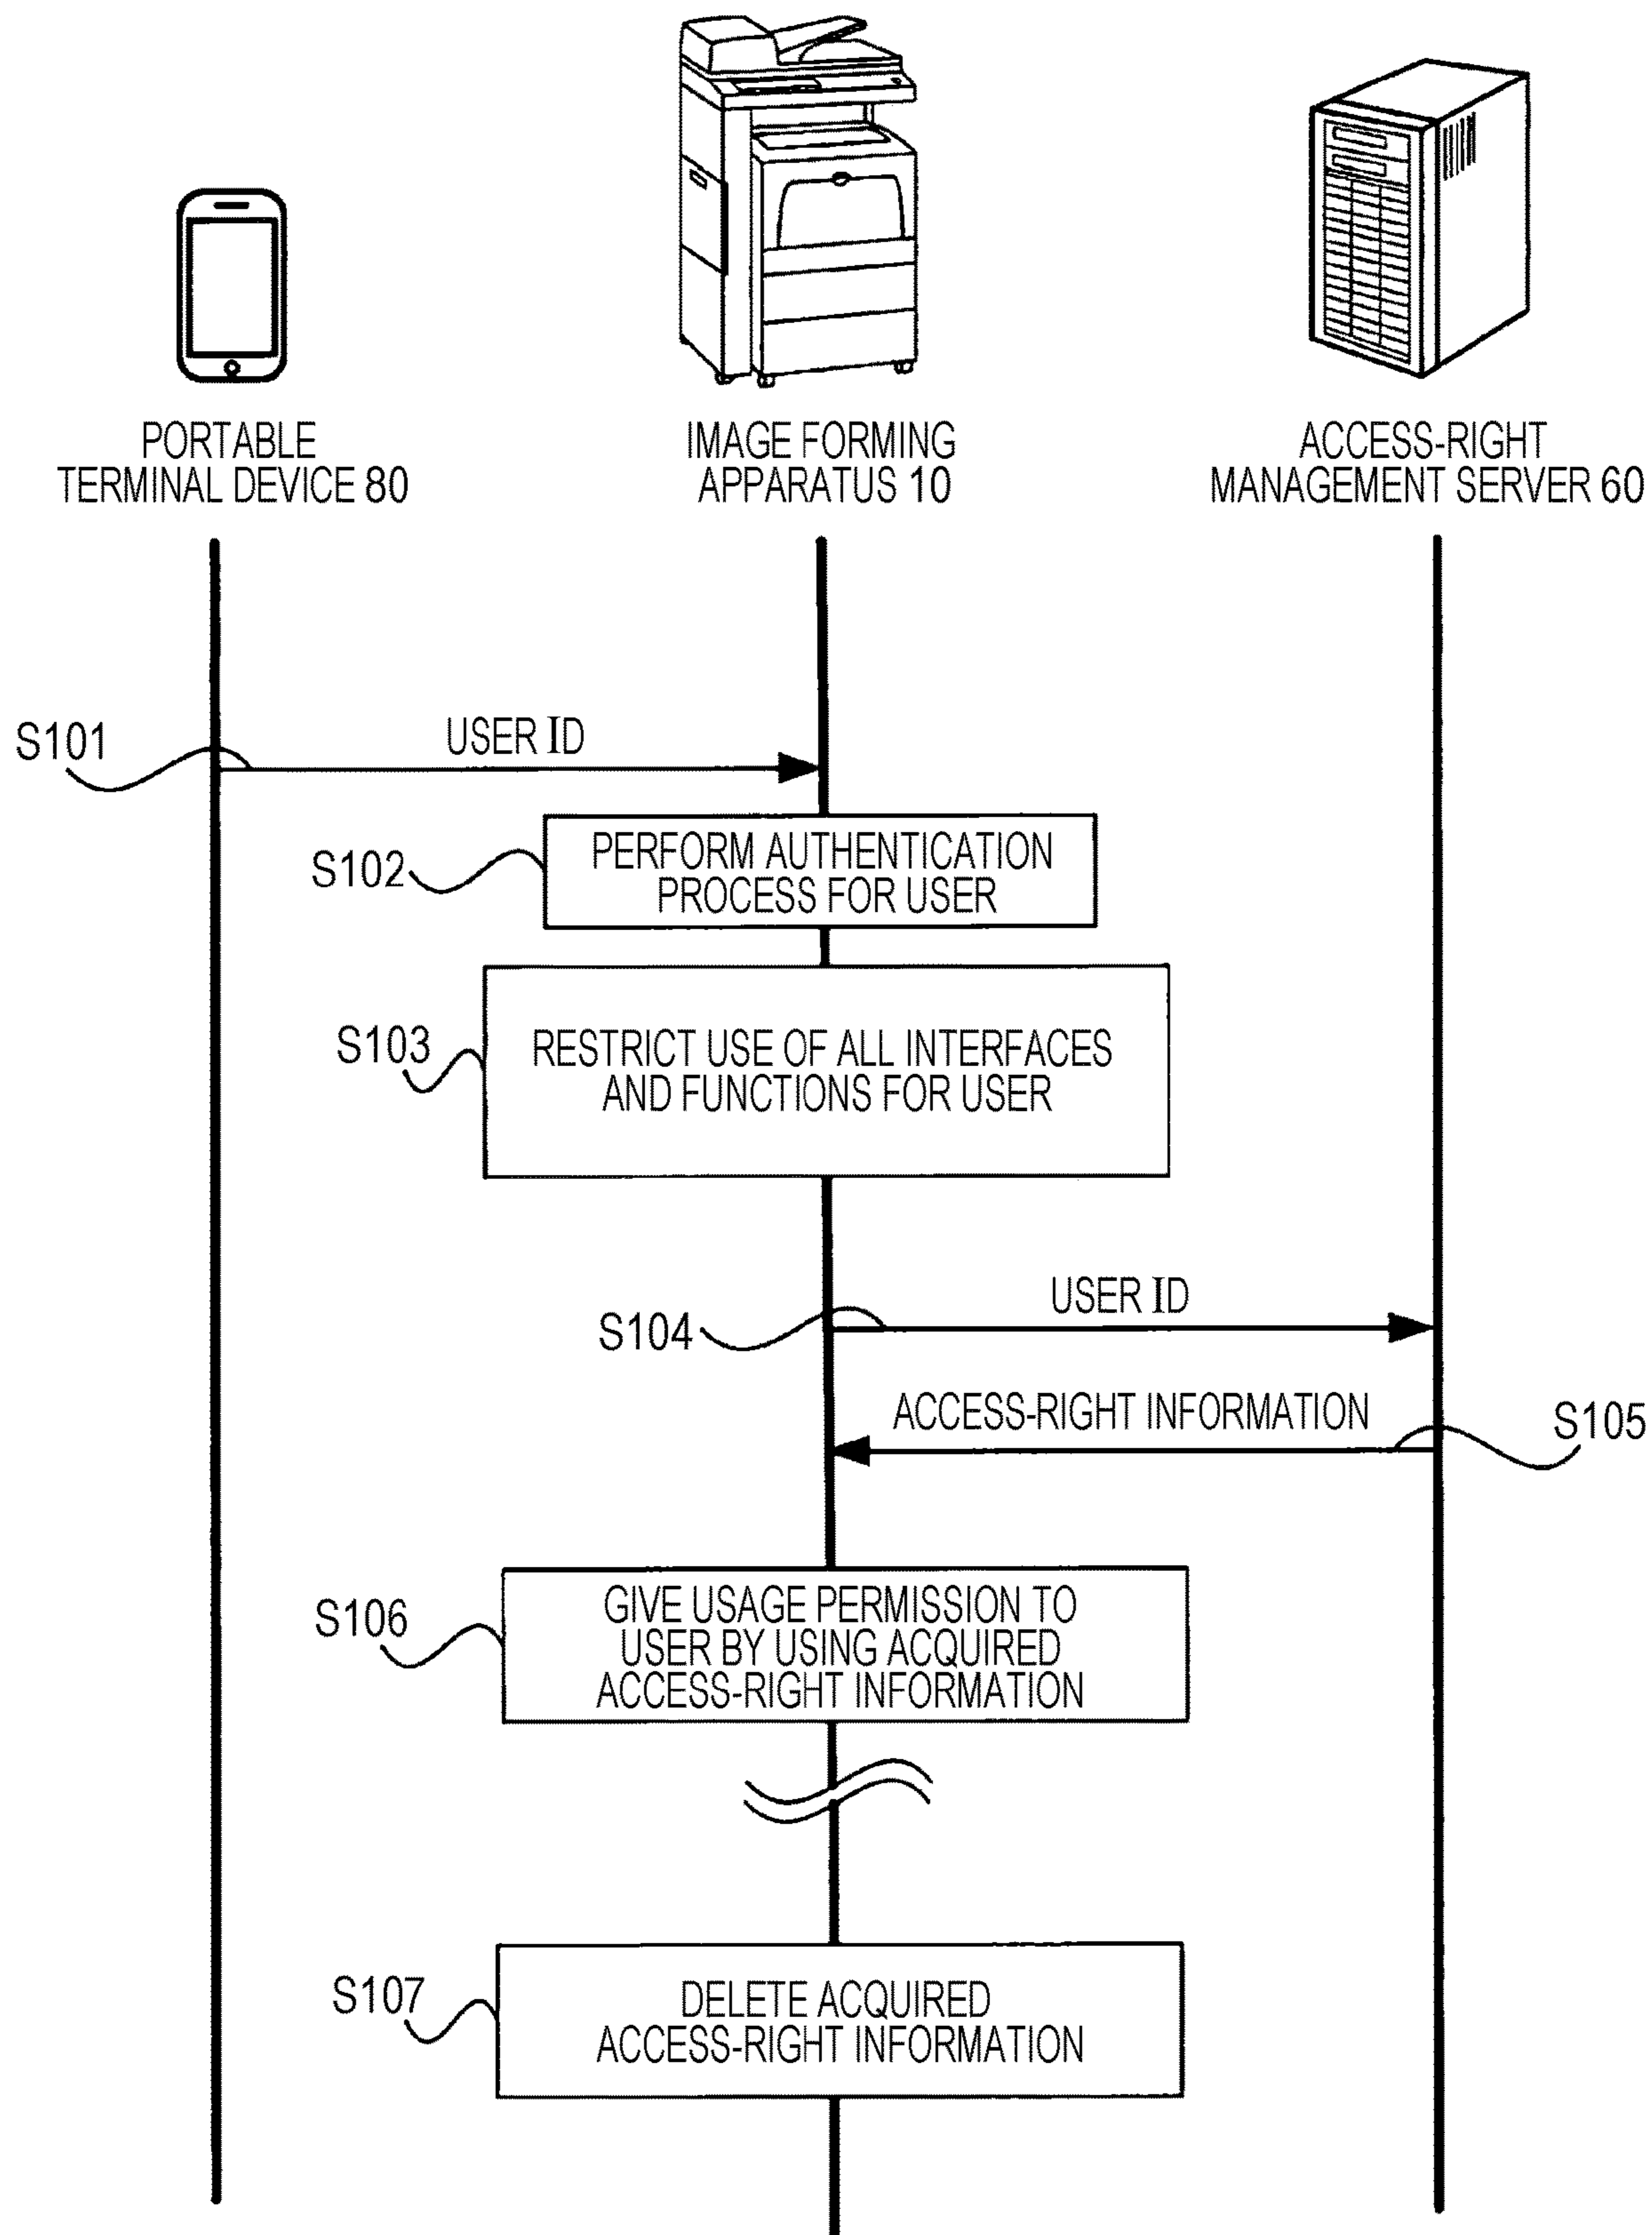 PORTABLE
TERMINAL DEVICE 80
IMAGE FORMING
APPARATUS 10
ACCESS-RIGHT
MANAGEMENT SERVER 60
S101
USER ID
S102
PERFORM AUTHENTICATION
PROCESS FOR USER
S103
RESTRICT USE OF ALL INTERFACES
AND FUNCTIONS FOR USER
S104
USER ID
ACCESS-RIGHT INFORMATION
S105
S106
GIVE USAGE PERMISSION TO
USER BY USING ACQUIRED
ACCESS-RIGHT INFORMATION
S107
DELETE ACQUIRED
ACCESS-RIGHT INFORMATION